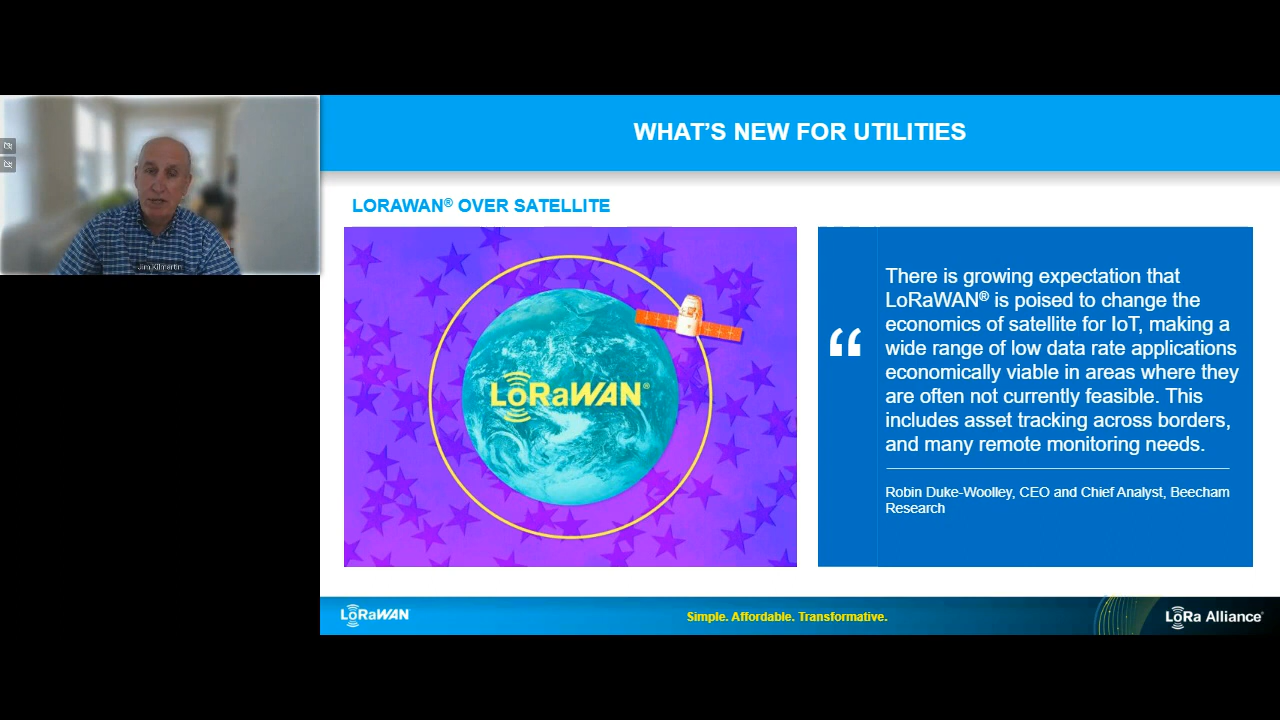 WHAT'S NEW FOR UTILITIES
Jim Kilmartin
LORAWAN® OVER SATELLITE
LoRaWAN®
“
There is growing expectation that
LoRaWAN® is poised to change the
economics of satellite for IoT, making a
wide range of low data rate applications
economically viable in areas where they
are often not currently feasible. This
includes asset tracking across borders,
and many remote monitoring needs.
Robin Duke-Woolley, CEO and Chief Analyst, Beecham
Research
LoRaWAN
Simple. Affordable. Transformative.
LoRa Alliance®